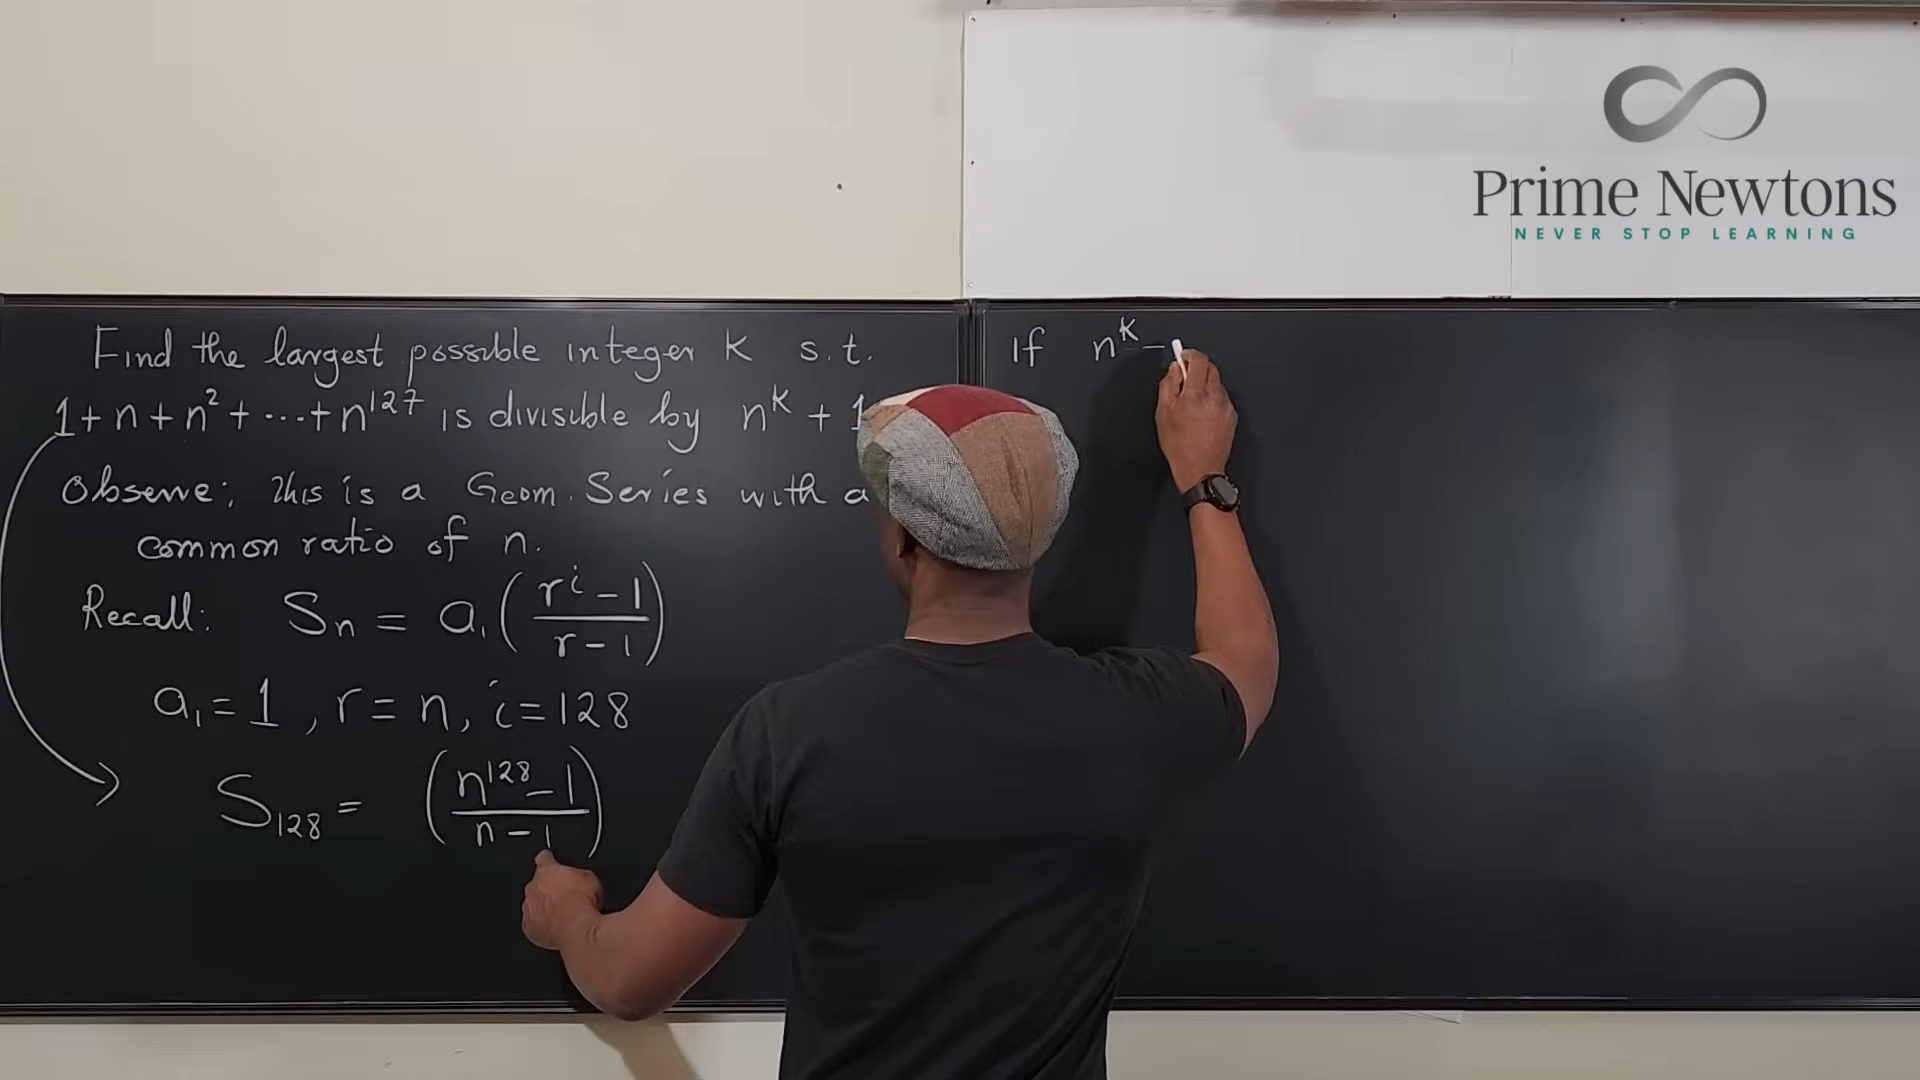 Prime Newtons
NEVER STOP LEARNING
Find the largest possible integer K s.t.
1+n+n²+...+n¹²⁷ is divisible by n^K + 1
Observe; This is a Geom. Series with a
common ratio of n.
Recall: Sₙ = a₁((rⁱ - 1)/(r - 1))
a₁=1, r=n, i=128
S₁₂₈ = ((n¹²⁸-1)/(n-1))
If n^K -